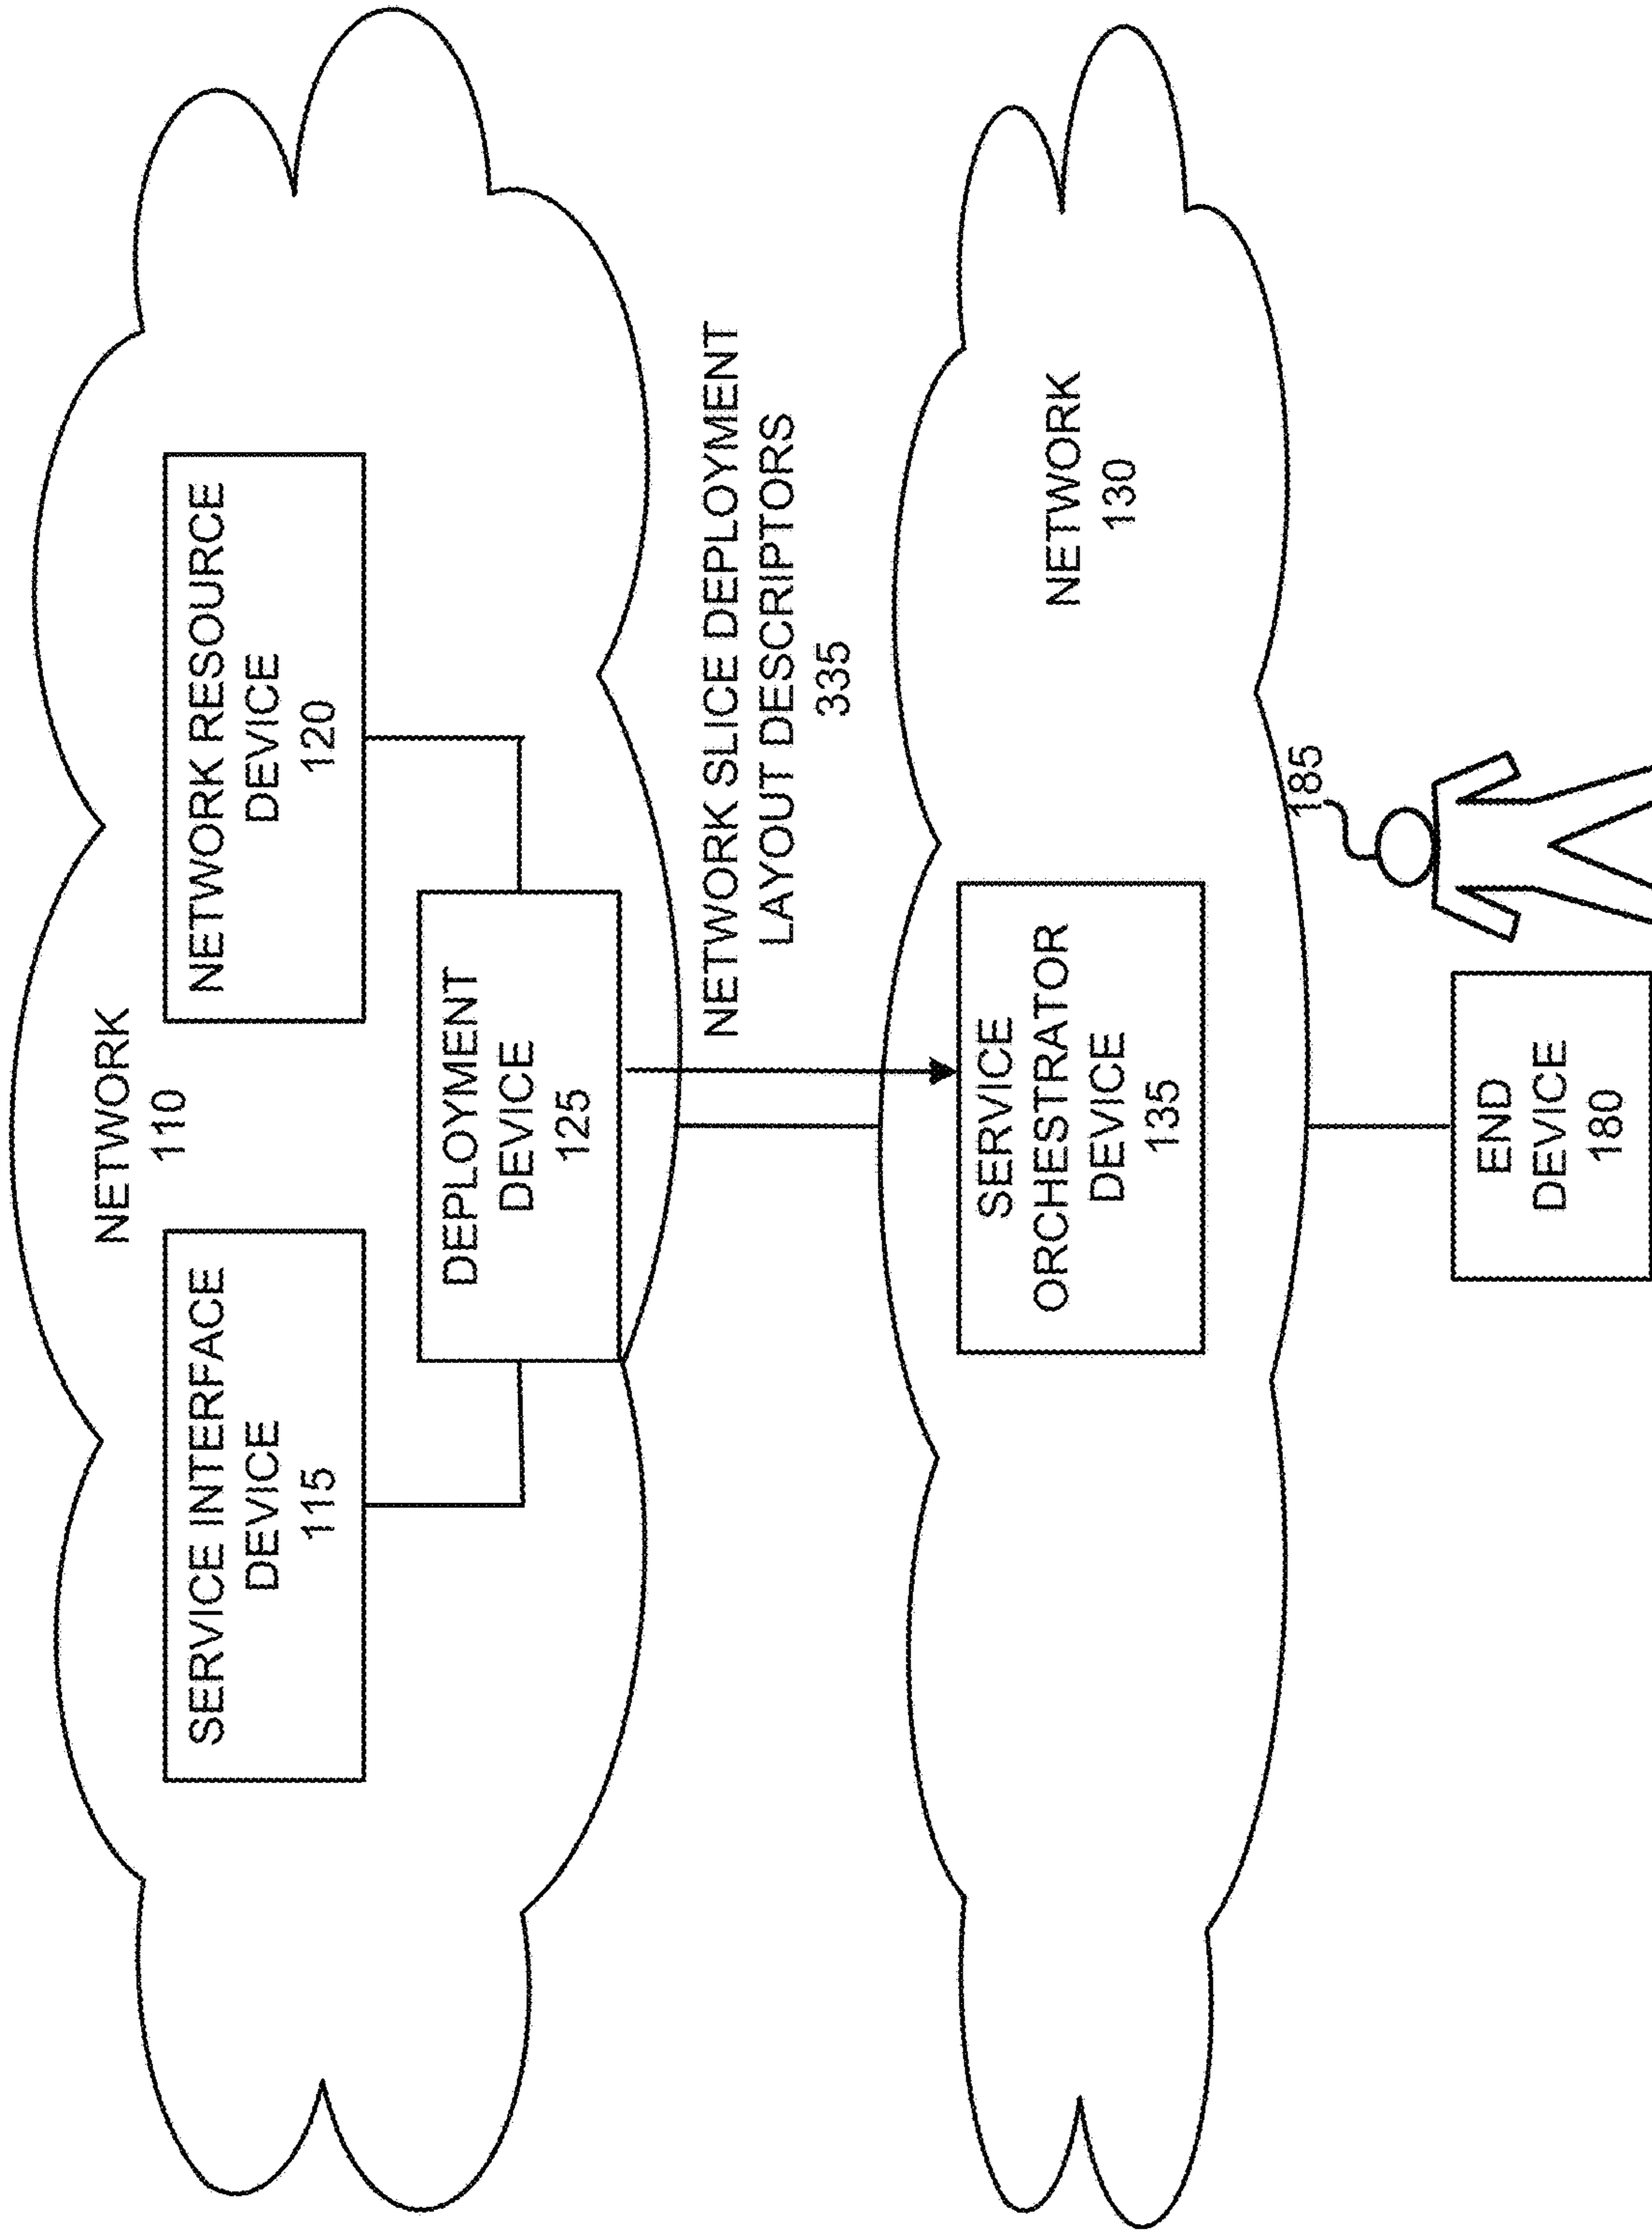 NETWORK
110
SERVICE INTERFACE
DEVICE
115
NETWORK RESOURCE
DEVICE
120
DEPLOYMENT
DEVICE
125
NETWORK SLICE DEPLOYMENT
LAYOUT DESCRIPTORS
335
SERVICE
ORCHESTRATOR
DEVICE
135
NETWORK
130
END
DEVICE
180
185